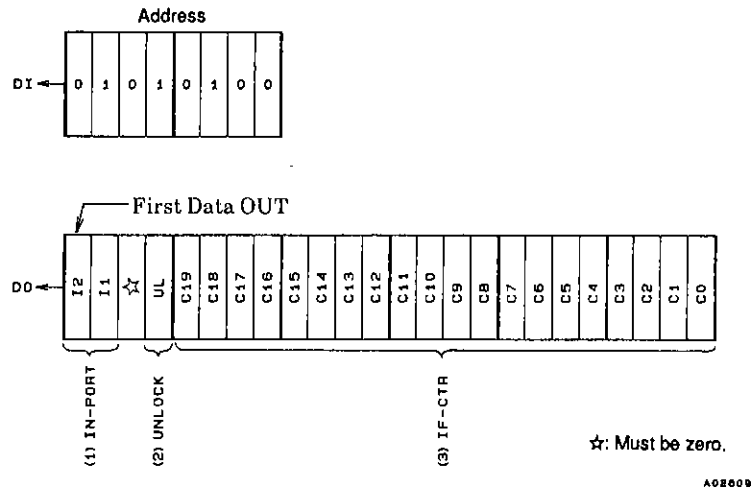 Address
DI 0 1 0 1 0 1 0 0
First Data OUT
DO I2 I1 ☆ UL C19 C18 C17 C16 C15 C14 C13 C12 C11 C10 C9 C8 C7 C6 C5 C4 C3 C2 C1 C0
(1) IN-PORT
(2) UNLOCK
(3) IF-CTR
☆: Must be zero.
A02609